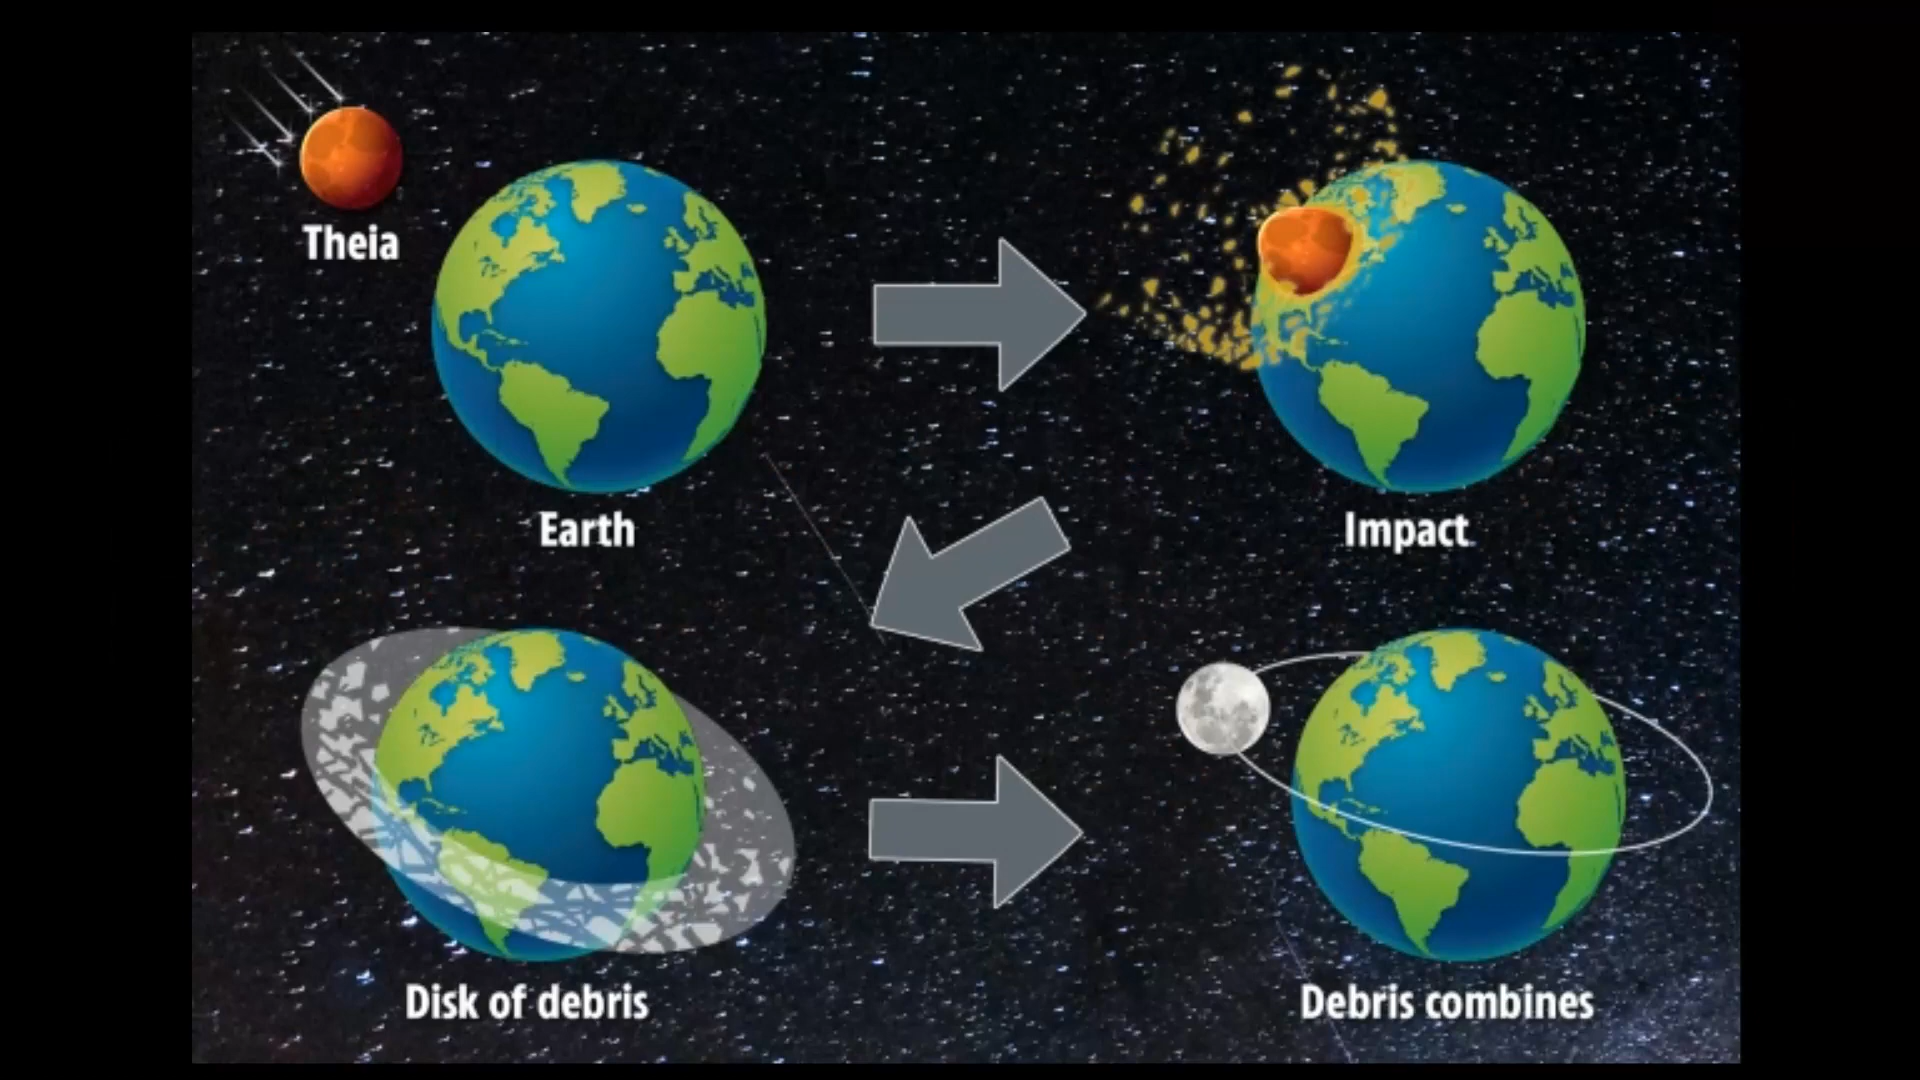 Theia
Earth
Impact
Disk of debris
Debris combines